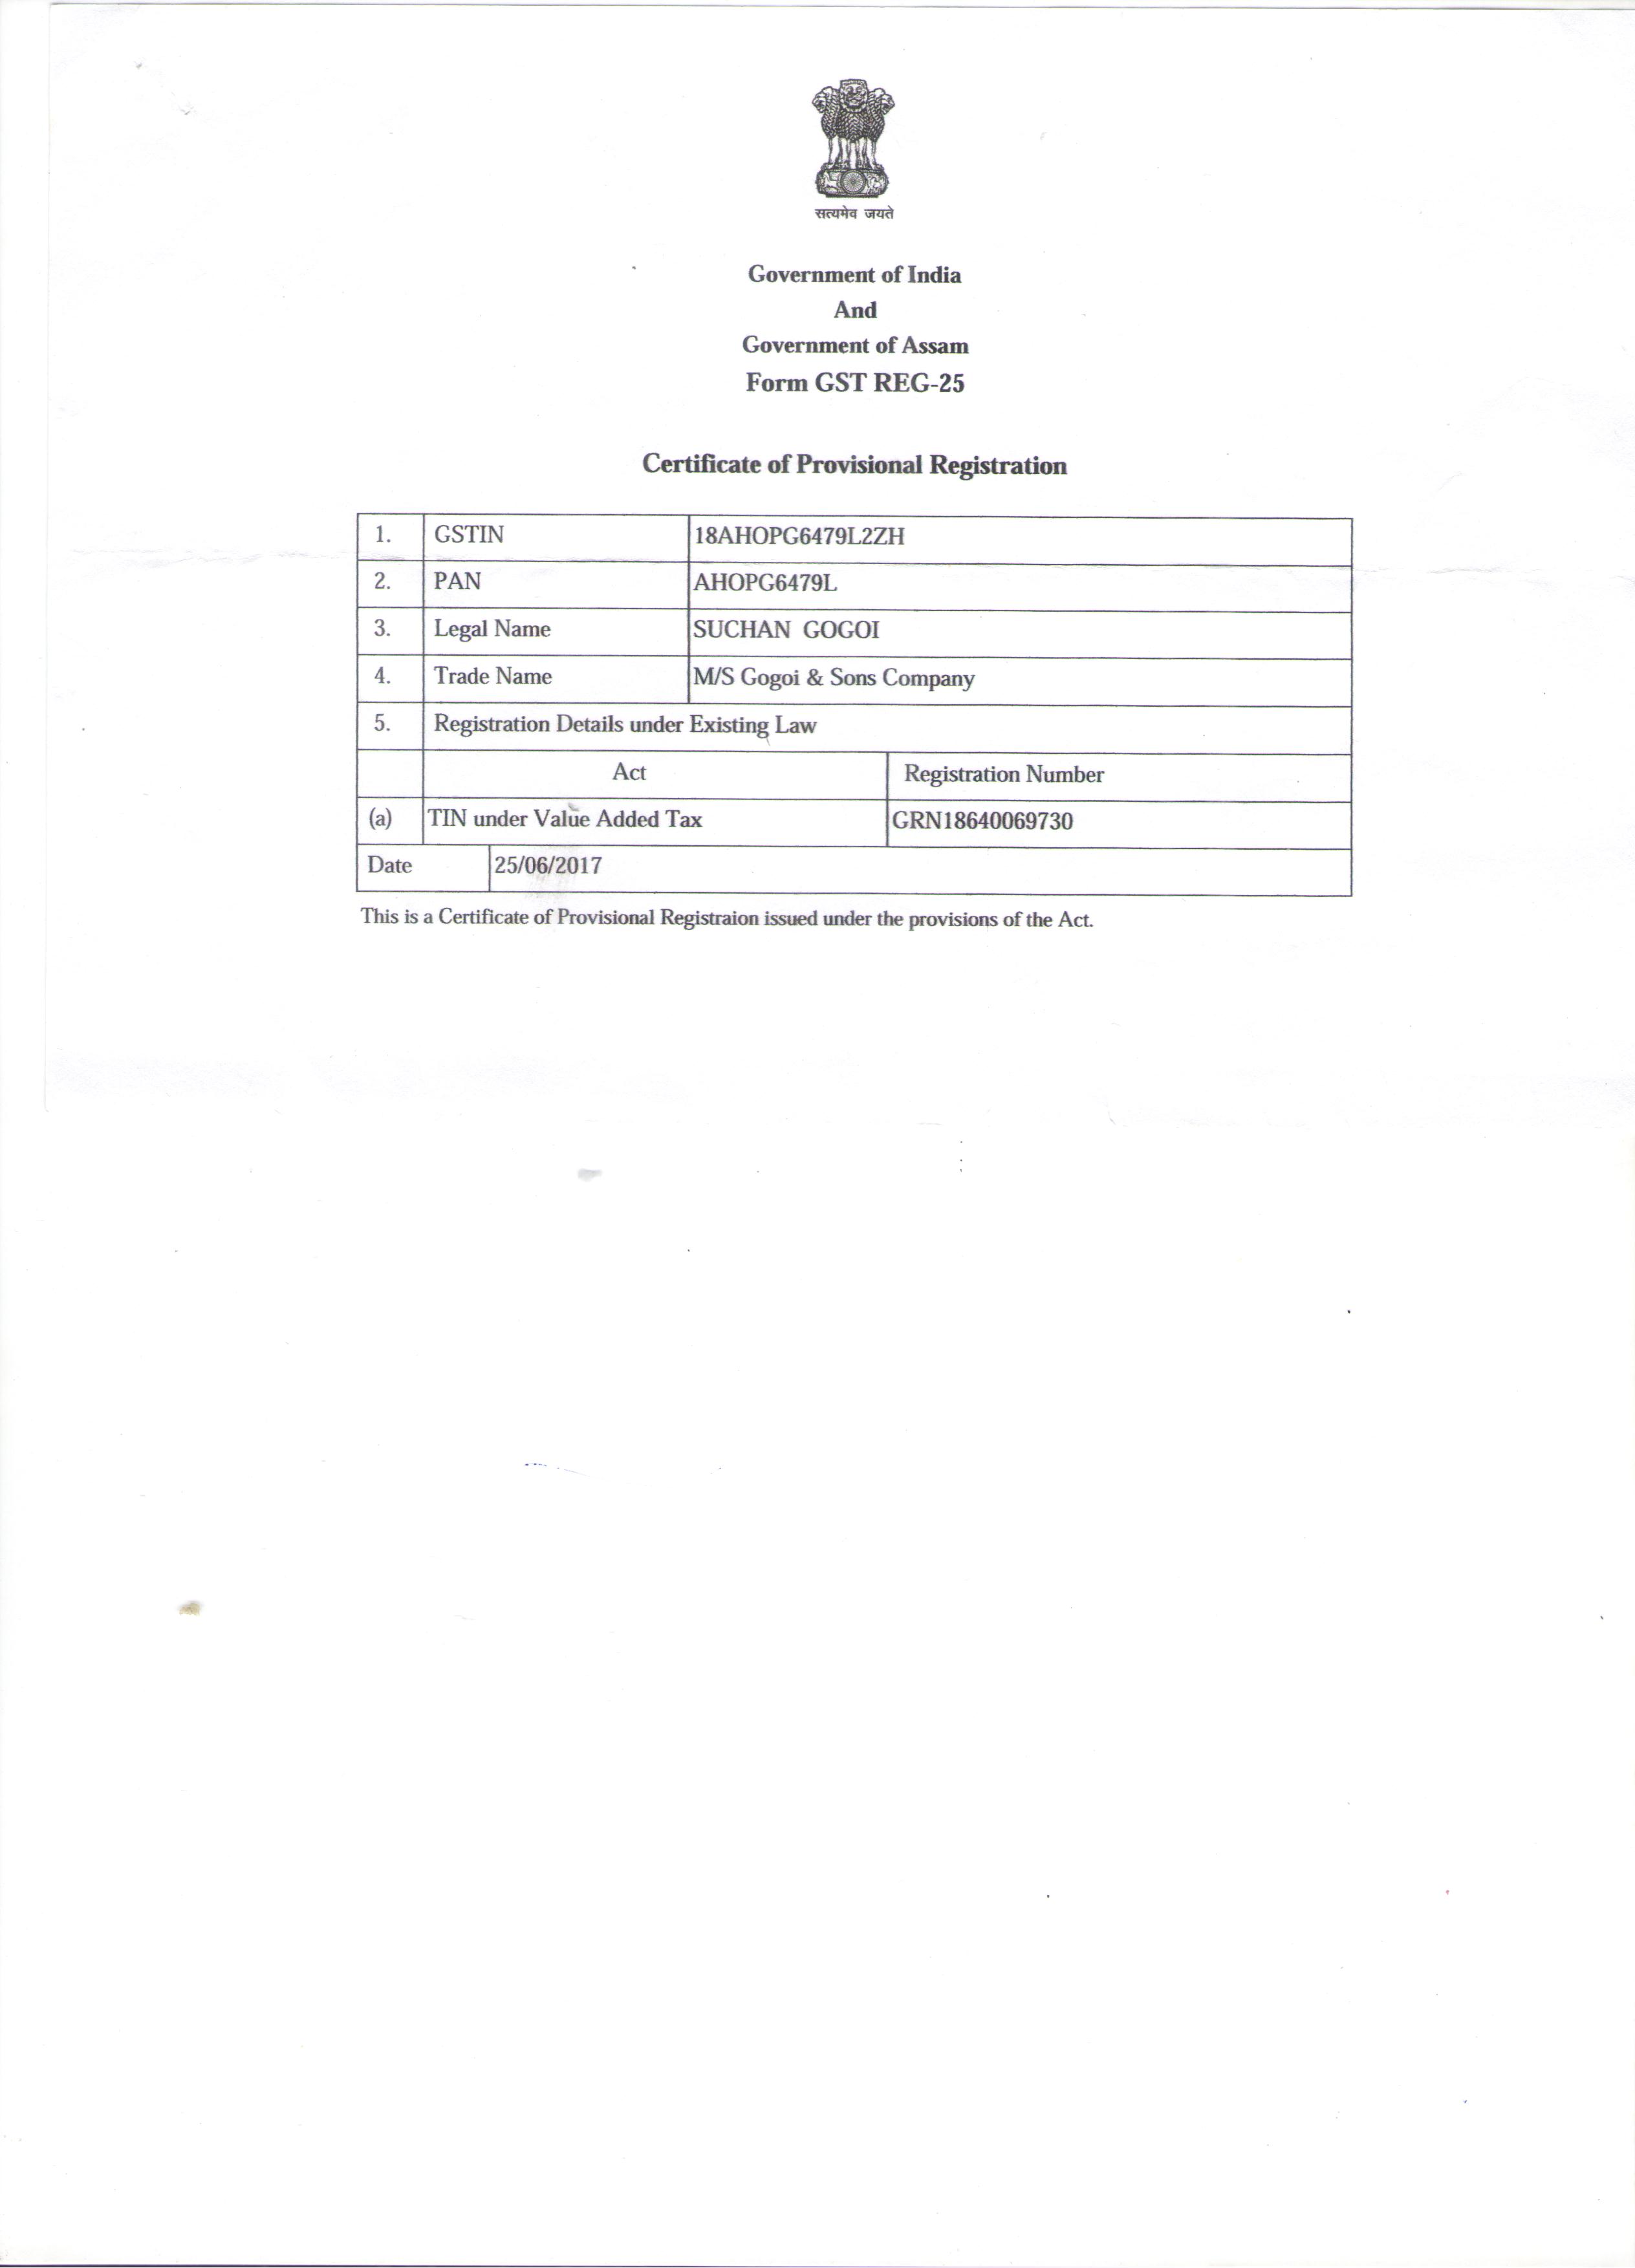 सत्यमेव जयते
Government of India
And
Government of Assam
Form GST REG-25
Certificate of Provisional Registration
1. GSTIN 18AHOPG6479L2ZH
2. PAN AHOPG6479L
3. Legal Name SUCHAN GOGOI
4. Trade Name M/S Gogoi & Sons Company
5. Registration Details under Existing Law
Act Registration Number
(a) TIN under Value Added Tax GRN18640069730
Date 25/06/2017
This is a Certificate of Provisional Registraion issued under the provisions of the Act.